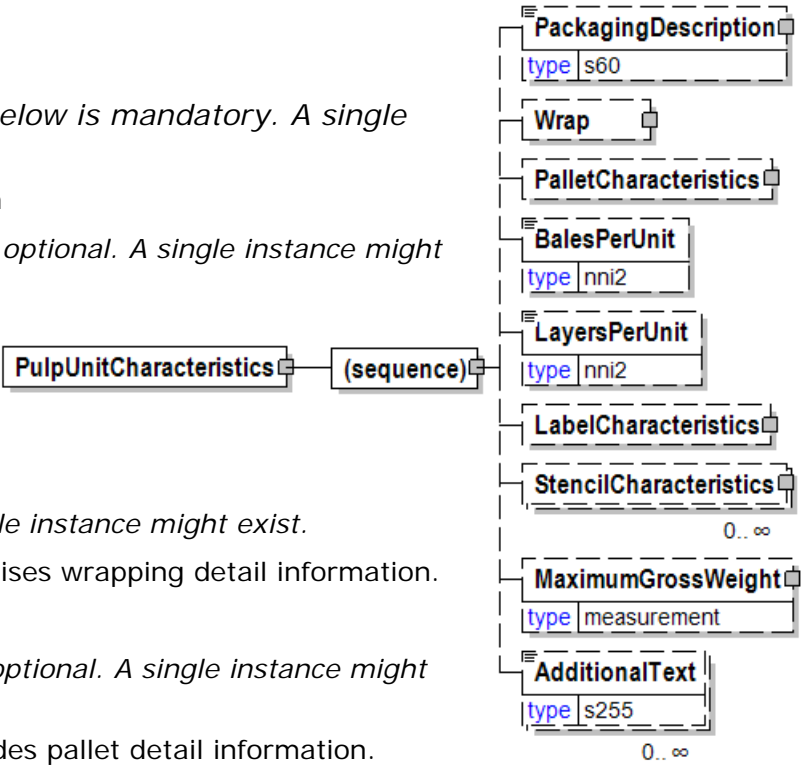 elow is mandatory. A single
optional. A single instance might
le instance might exist.
ises wrapping detail information.
optional. A single instance might
des pallet detail information.
PulpUnitCharacteristics
(sequence)
PackagingDescription
type s60
Wrap
PalletCharacteristics
BalesPerUnit
type nni2
LayersPerUnit
type nni2
LabelCharacteristics
StencilCharacteristics
0.. ∞
MaximumGrossWeight
type measurement
AdditionalText
type s255
0.. ∞